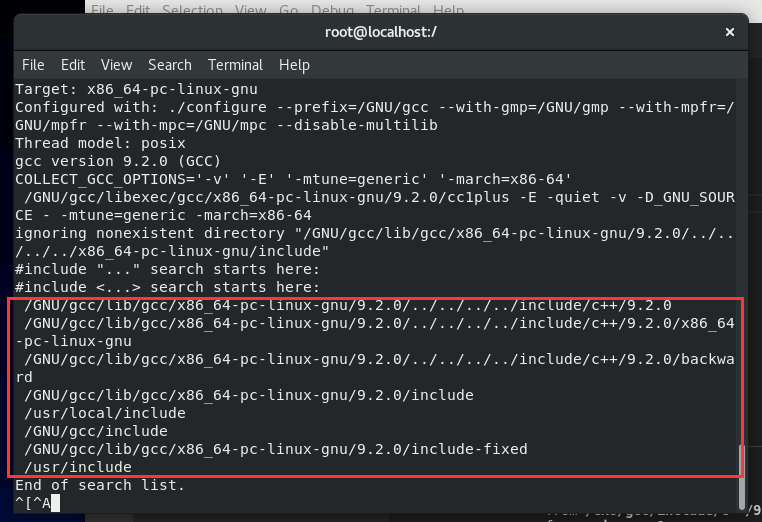 File Edit Selection View Go Debug Terminal Help
root@localhost:/
File Edit View Search Terminal Help
Target: x86_64-pc-linux-gnu
Configured with: ./configure --prefix=/GNU/gcc --with-gmp=/GNU/gmp --with-mpfr=/
GNU/mpfr --with-mpc=/GNU/mpc --disable-multilib
Thread model: posix
gcc version 9.2.0 (GCC)
COLLECT_GCC_OPTIONS='-v' '-E' '-mtune=generic' '-march=x86-64'
/GNU/gcc/libexec/gcc/x86_64-pc-linux-gnu/9.2.0/cc1plus -E -quiet -v -D_GNU_SOUR
CE - -mtune=generic -march=x86-64
ignoring nonexistent directory "/GNU/gcc/lib/gcc/x86_64-pc-linux-gnu/9.2.0/../..
/../../x86_64-pc-linux-gnu/include"
#include "..." search starts here:
#include <...> search starts here:
/GNU/gcc/lib/gcc/x86_64-pc-linux-gnu/9.2.0/../../../../include/c++/9.2.0
/GNU/gcc/lib/gcc/x86_64-pc-linux-gnu/9.2.0/../../../../include/c++/9.2.0/x86_64
-pc-linux-gnu
/GNU/gcc/lib/gcc/x86_64-pc-linux-gnu/9.2.0/../../../../include/c++/9.2.0/backwa
rd
/GNU/gcc/lib/gcc/x86_64-pc-linux-gnu/9.2.0/include
/usr/local/include
/GNU/gcc/include
/GNU/gcc/lib/gcc/x86_64-pc-linux-gnu/9.2.0/include-fixed
/usr/include
End of search list.
^[^A